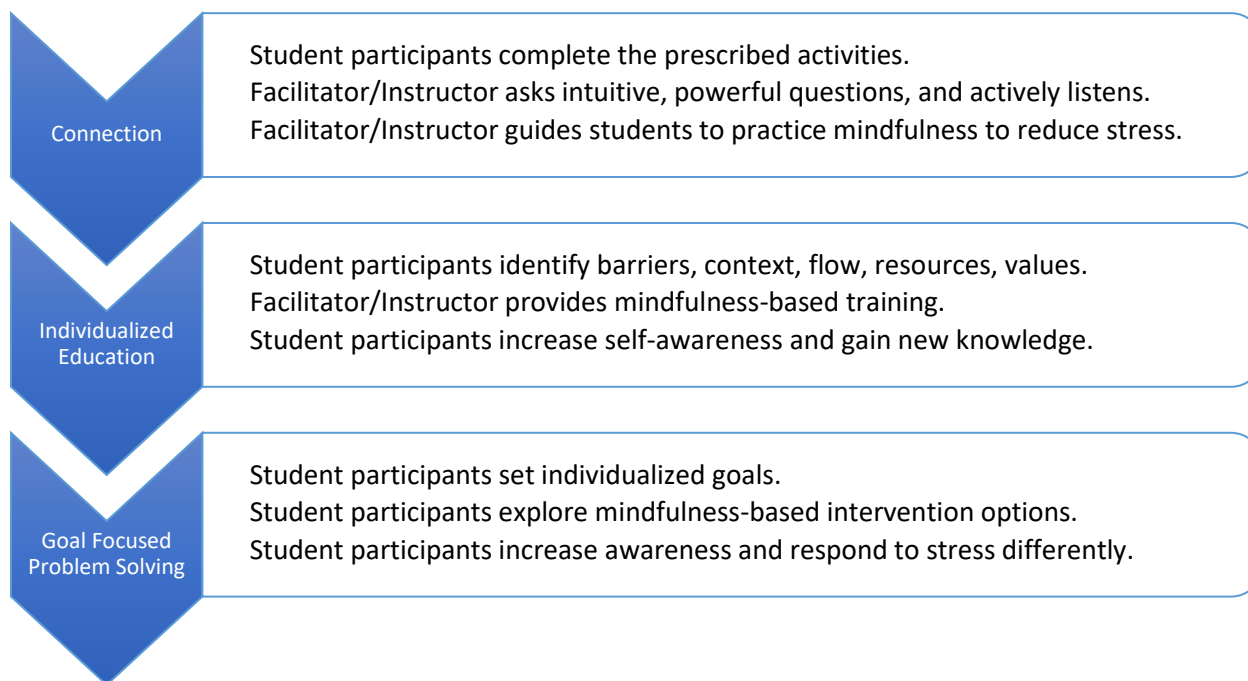 Connection
Student participants complete the prescribed activities.
Facilitator/Instructor asks intuitive, powerful questions, and actively listens.
Facilitator/Instructor guides students to practice mindfulness to reduce stress.
Individualized
Education
Student participants identify barriers, context, flow, resources, values.
Facilitator/Instructor provides mindfulness-based training.
Student participants increase self-awareness and gain new knowledge.
Goal Focused
Problem Solving
Student participants set individualized goals.
Student participants explore mindfulness-based intervention options.
Student participants increase awareness and respond to stress differently.